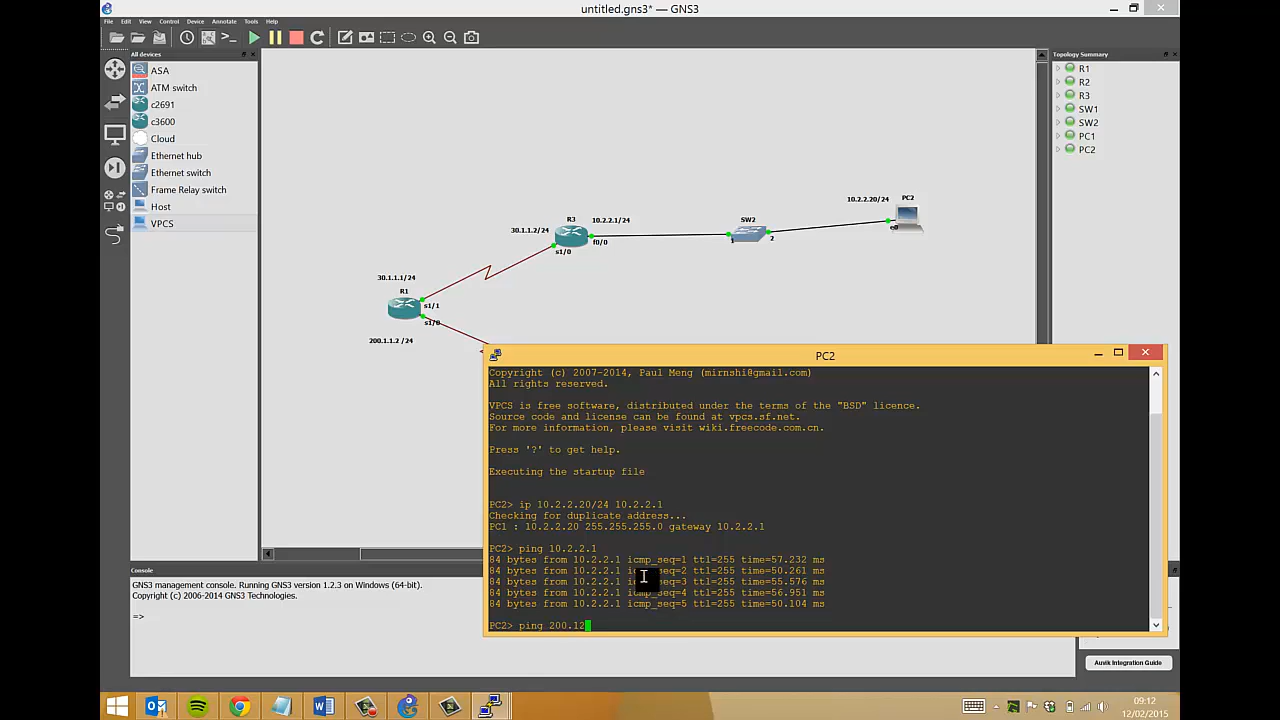 untitled.gns3* — GNS3
File Edit View Control Device Annotate Tools Help
All devices
ASA
ATM switch
c2691
c3600
Cloud
Ethernet hub
Ethernet switch
Frame Relay switch
Host
VPCS
Topology Summary
R1
R2
R3
SW1
SW2
PC1
PC2
PC2
10.2.2.20/24
e0
R3
10.2.2.1/24
30.1.1.2/24
f0/0
s1/0
SW2
1
2
30.1.1.1/24
R1
s1/1
s1/0
200.1.1.2 /24
PC2
Copyright (c) 2007-2014, Paul Meng (mirnshi@gmail.com)
All rights reserved.
VPCS is free software, distributed under the terms of the "BSD" licence.
Source code and license can be found at vpcs.sf.net.
For more information, please visit wiki.freecode.com.cn.
Press '?' to get help.
Executing the startup file
PC2> ip 10.2.2.20/24 10.2.2.1
Checking for duplicate address...
PC1 : 10.2.2.20 255.255.255.0 gateway 10.2.2.1
PC2> ping 10.2.2.1
84 bytes from 10.2.2.1 icmp_seq=1 ttl=255 time=57.232 ms
84 bytes from 10.2.2.1 icmp_seq=2 ttl=255 time=50.261 ms
84 bytes from 10.2.2.1 icmp_seq=3 ttl=255 time=55.576 ms
84 bytes from 10.2.2.1 icmp_seq=4 ttl=255 time=56.951 ms
84 bytes from 10.2.2.1 icmp_seq=5 ttl=255 time=50.104 ms
PC2> ping 200.12
Console
GNS3 management console. Running GNS3 version 1.2.3 on Windows (64-bit).
Copyright (c) 2006-2014 GNS3 Technologies.
=>
Auvik Integration Guide
09:12
12/02/2015